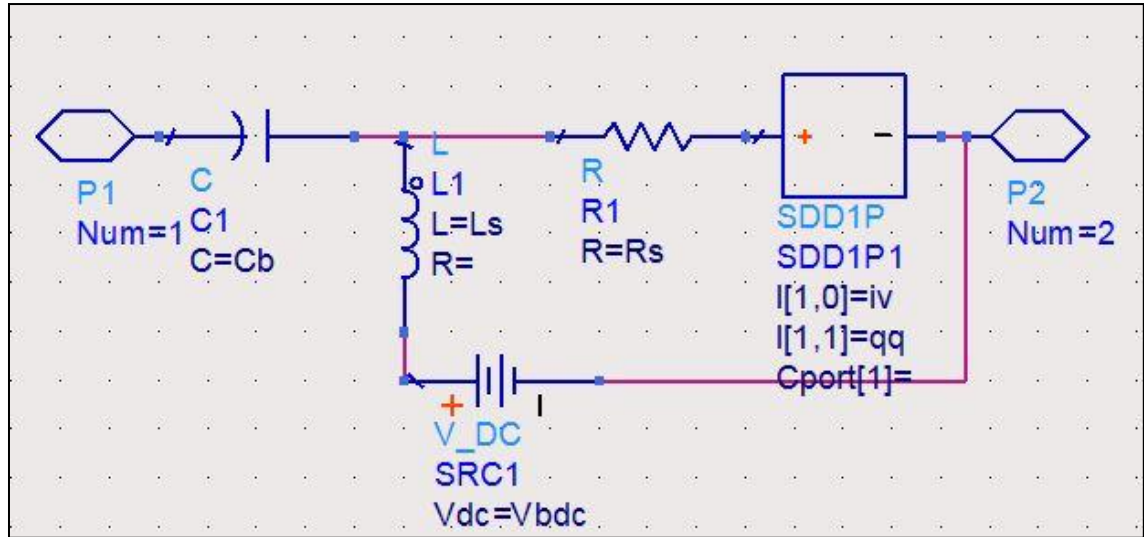 P1
Num=1
C
C1
C=Cb
L
L1
L=Ls
R=
R
R1
R=Rs
+
−
SDD1P
SDD1P1
I[1,0]=iv
I[1,1]=qq
Cport[1]=
P2
Num=2
+
V_DC
SRC1
Vdc=Vbdc